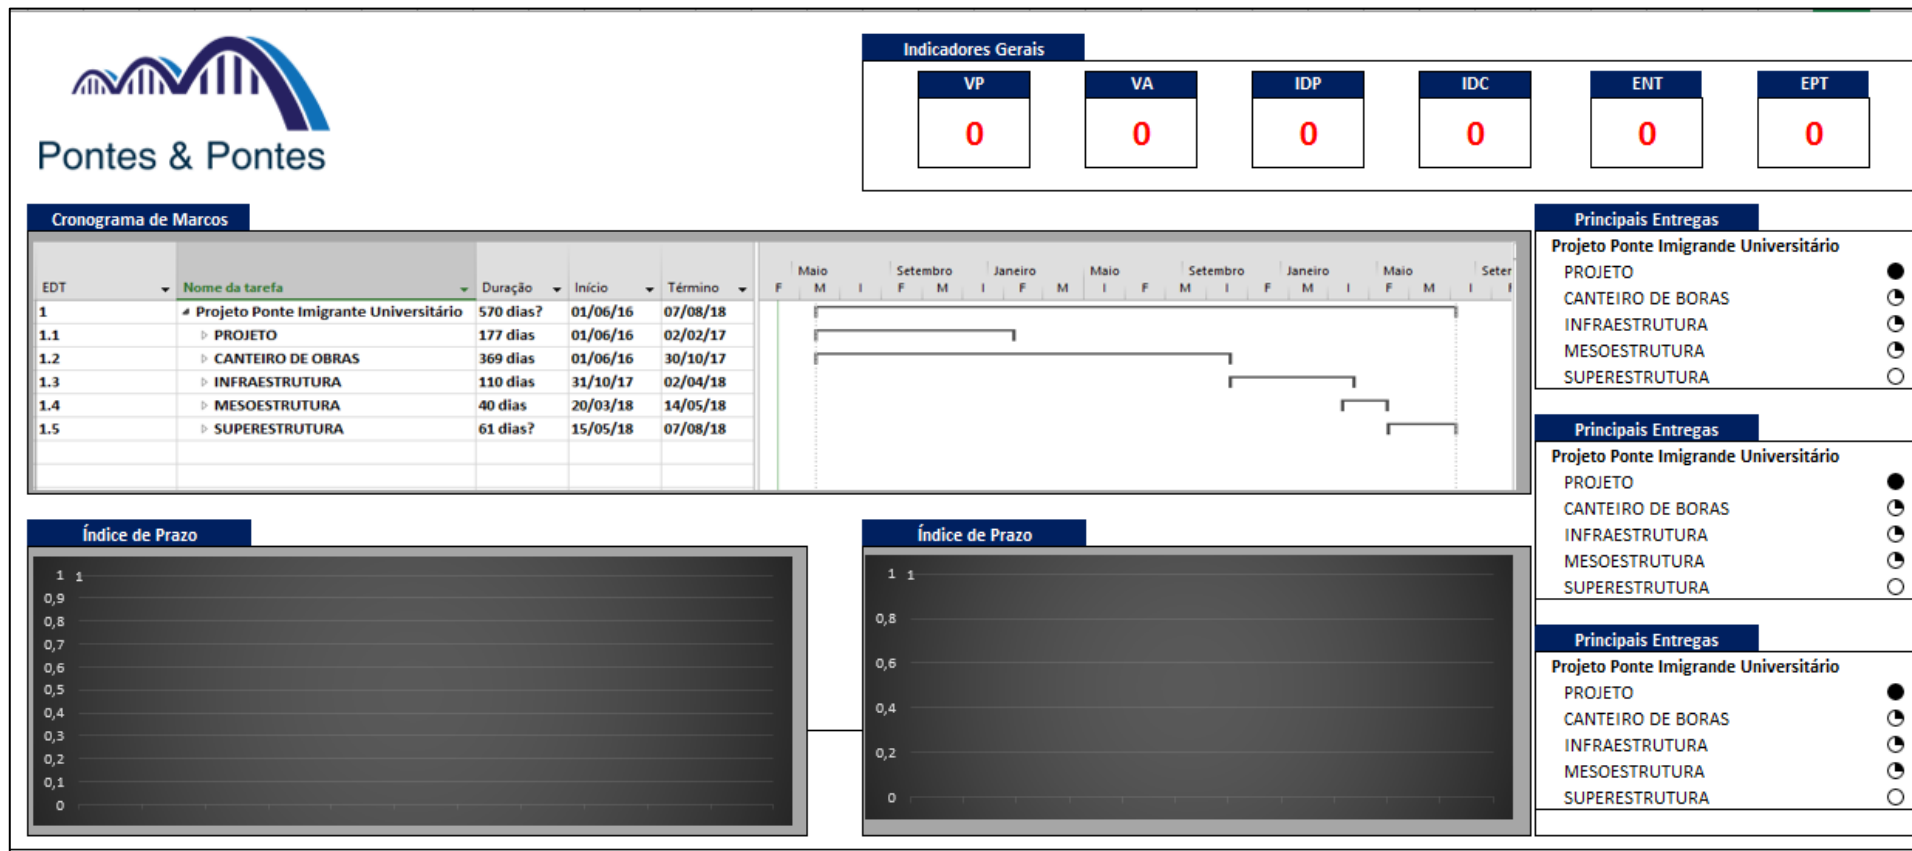 Pontes & Pontes
Indicadores Gerais
VP VA IDP IDC ENT EPT
0 0 0 0 0 0
Cronograma de Marcos
EDT Nome da tarefa Duração Início Término
Maio Setembro Janeiro Maio Setembro Janeiro Maio Seter
F M I F M I F M I F M I F M I F M I F
1 Projeto Ponte Imigrante Universitário 570 dias? 01/06/16 07/08/18
1.1 PROJETO 177 dias 01/06/16 02/02/17
1.2 CANTEIRO DE OBRAS 369 dias 01/06/16 30/10/17
1.3 INFRAESTRUTURA 110 dias 31/10/17 02/04/18
1.4 MESOESTRUTURA 40 dias 20/03/18 14/05/18
1.5 SUPERESTRUTURA 61 dias? 15/05/18 07/08/18
Principais Entregas
Projeto Ponte Imigrande Universitário
PROJETO
CANTEIRO DE BORAS
INFRAESTRUTURA
MESOESTRUTURA
SUPERESTRUTURA
Principais Entregas
Projeto Ponte Imigrande Universitário
PROJETO
CANTEIRO DE BORAS
INFRAESTRUTURA
MESOESTRUTURA
SUPERESTRUTURA
Principais Entregas
Projeto Ponte Imigrande Universitário
PROJETO
CANTEIRO DE BORAS
INFRAESTRUTURA
MESOESTRUTURA
SUPERESTRUTURA
Índice de Prazo
1 1
0,9
0,8
0,7
0,6
0,5
0,4
0,3
0,2
0,1
0
Índice de Prazo
1 1
0,8
0,6
0,4
0,2
0